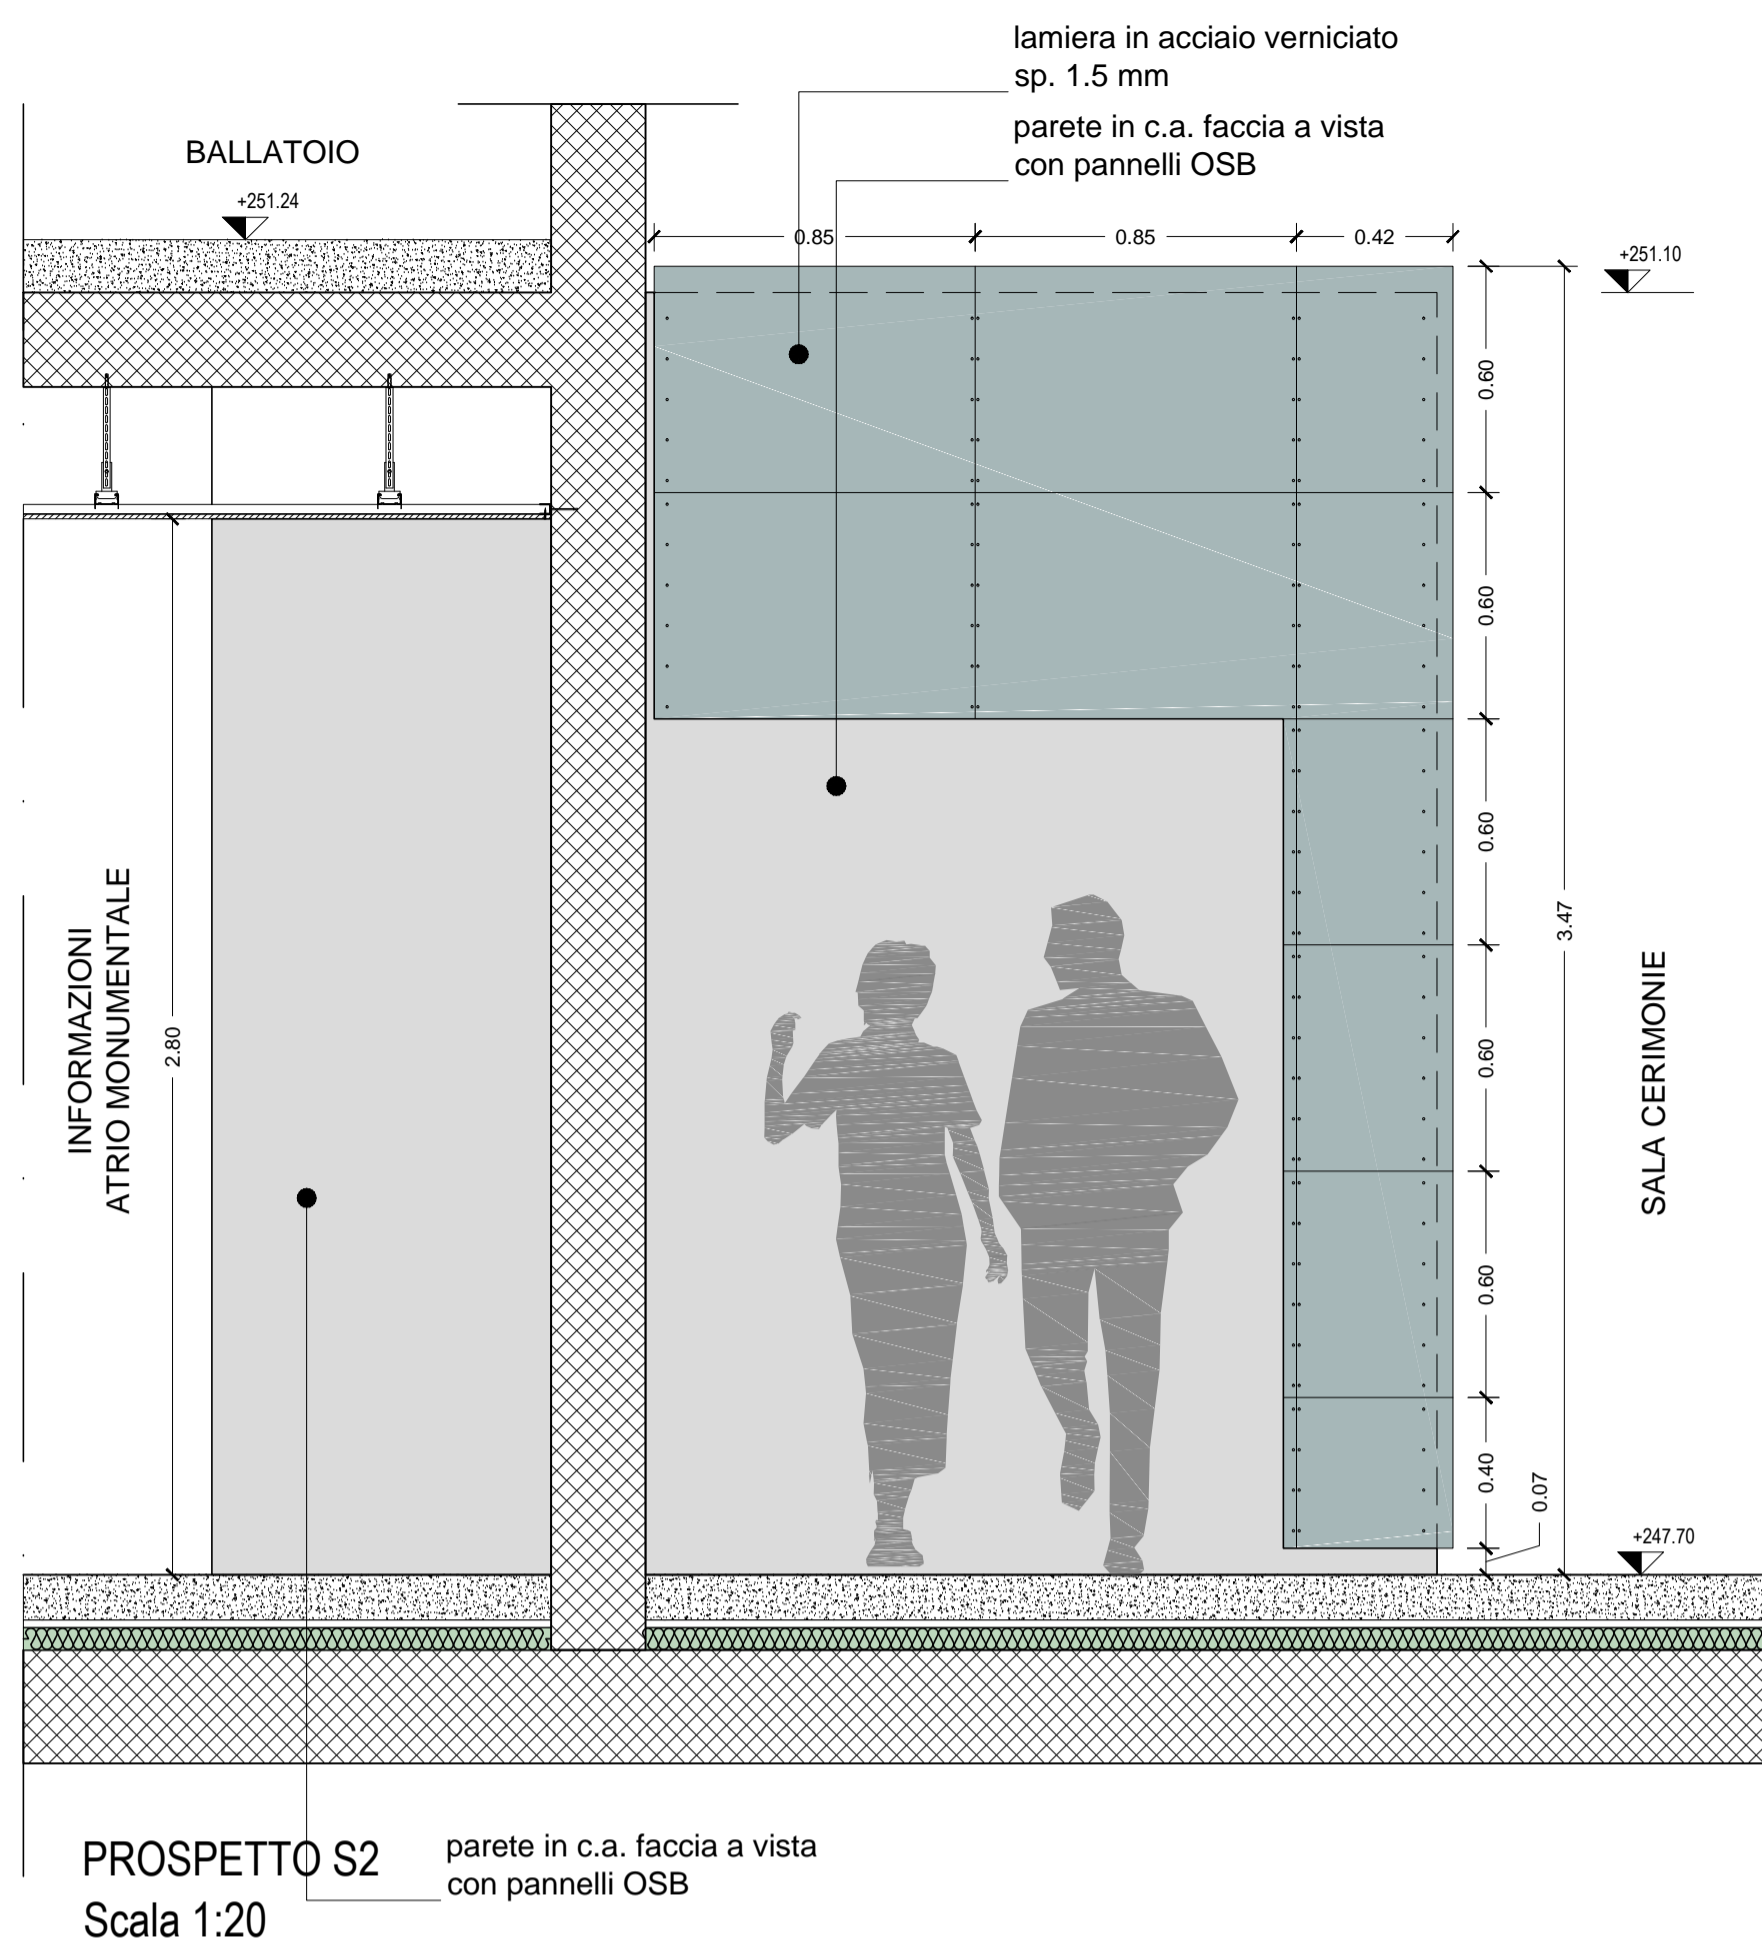 lamiera in acciaio verniciato
sp. 1.5 mm
parete in c.a. faccia a vista
con pannelli OSB
BALLATOIO
+251.24
0.85
0.85
0.42
+251.10
0.60
0.60
0.60
0.60
0.60
0.40
0.07
3.47
+247.70
SALA CERIMONIE
INFORMAZIONI
ATRIO MONUMENTALE
2.80
PROSPETTO S2
Scala 1:20
parete in c.a. faccia a vista
con pannelli OSB